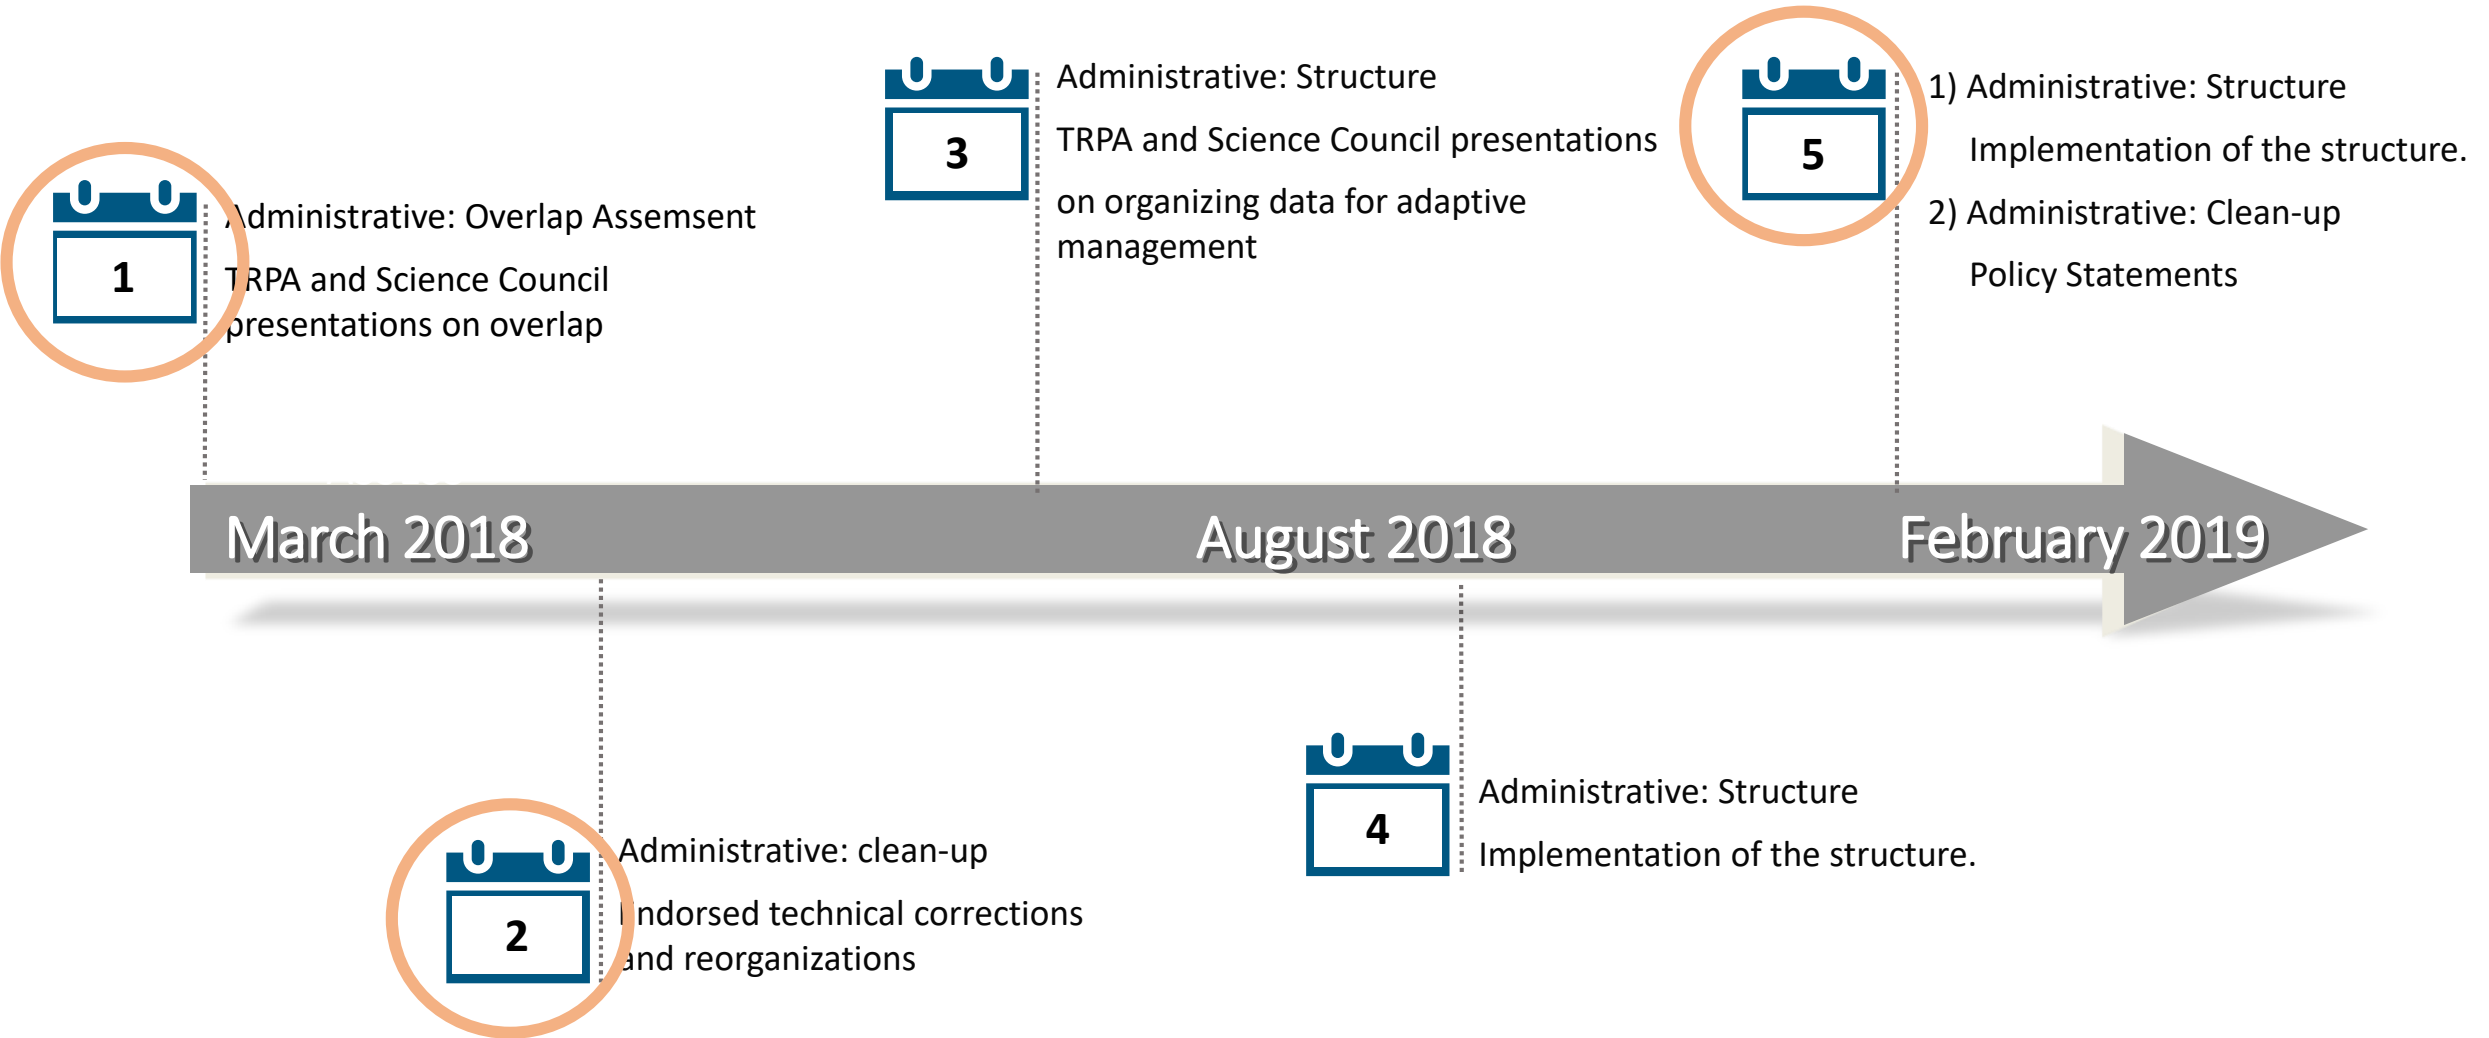 1
Administrative: Overlap Assemsent
TRPA and Science Council
presentations on overlap
3
Administrative: Structure
TRPA and Science Council presentations
on organizing data for adaptive
management
5
1) Administrative: Structure
Implementation of the structure.
2) Administrative: Clean-up
Policy Statements
March 2018
August 2018
February 2019
2
Administrative: clean-up
Endorsed technical corrections
and reorganizations
4
Administrative: Structure
Implementation of the structure.